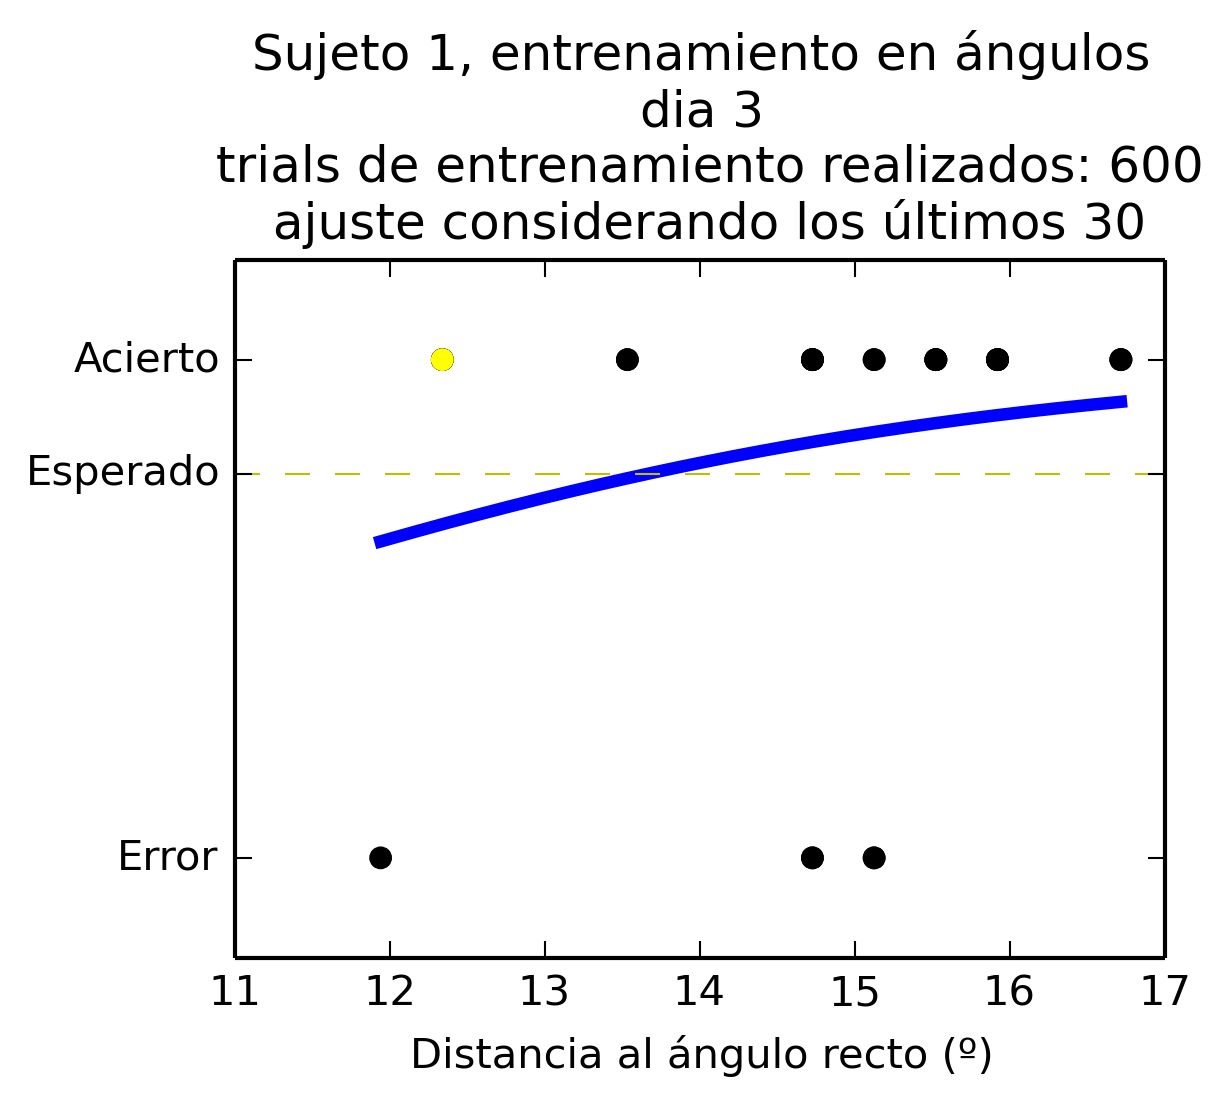 Sujeto 1, entrenamiento en ángulos
dia 3
trials de entrenamiento realizados: 600
ajuste considerando los últimos 30
Acierto
Esperado
Error
11 12 13 14 15 16 17
Distancia al ángulo recto (º)